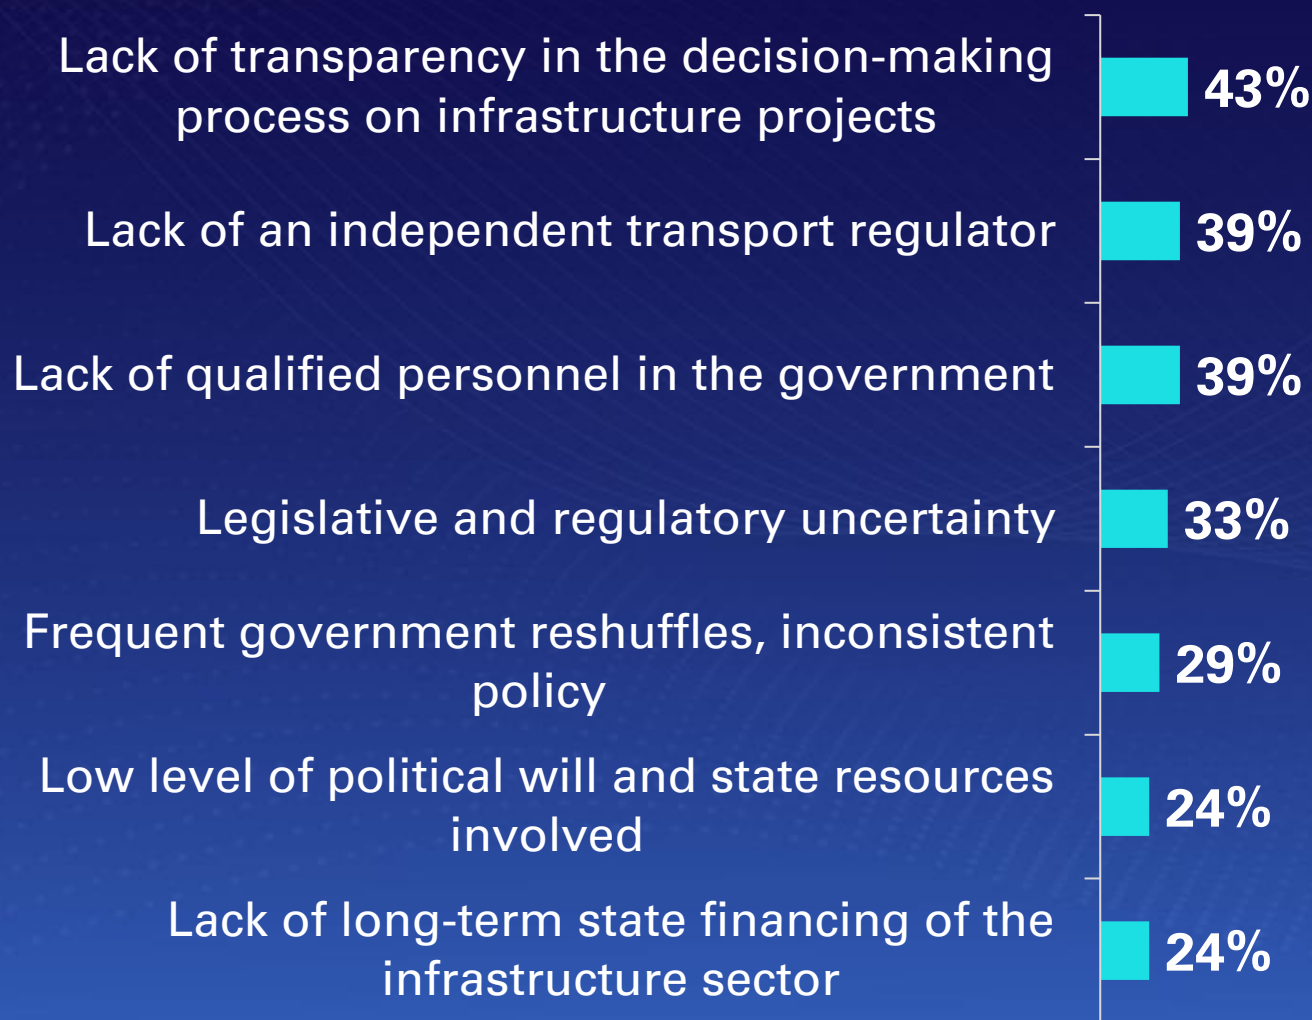 Lack of transparency in the decision-making
process on infrastructure projects
43%
Lack of an independent transport regulator
39%
Lack of qualified personnel in the government
39%
Legislative and regulatory uncertainty
33%
Frequent government reshuffles, inconsistent
policy
29%
Low level of political will and state resources
involved
24%
Lack of long-term state financing of the
infrastructure sector
24%